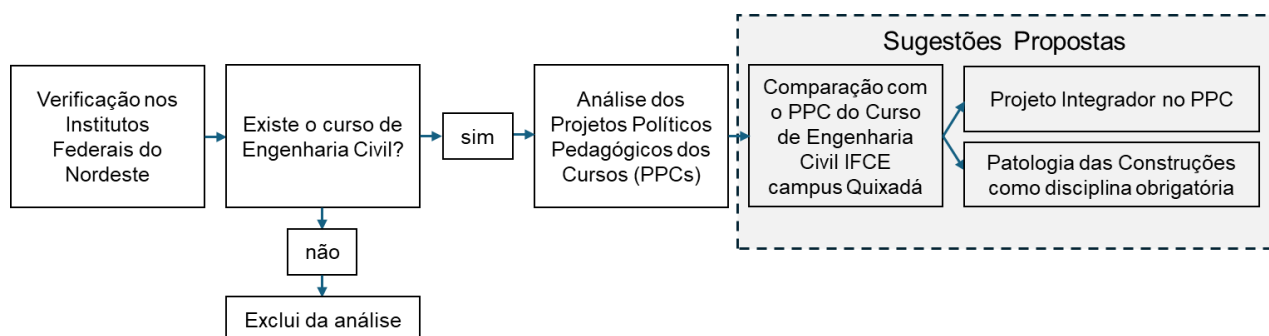 Sugestões Propostas
Verificação nos
Institutos
Federais do
Nordeste
Existe o curso de
Engenharia Civil?
sim
não
Exclui da análise
Análise dos
Projetos Políticos
Pedagógicos dos
Cursos (PPCs)
Comparação com
o PPC do Curso
de Engenharia
Civil IFCE
campus Quixadá
Projeto Integrador no PPC
Patologia das Construções
como disciplina obrigatória